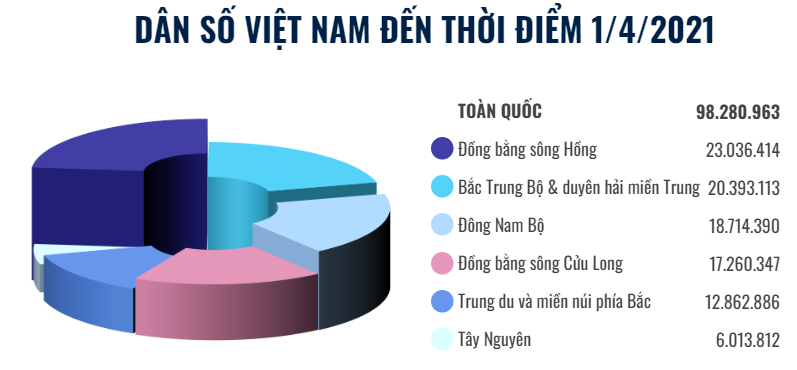 DÂN SỐ VIỆT NAM ĐẾN THỜI ĐIỂM 1/4/2021
TOÀN QUỐC 98.280.963
Đồng bằng sông Hồng 23.036.414
Bắc Trung Bộ & duyên hải miền Trung 20.393.113
Đông Nam Bộ 18.714.390
Đồng bằng sông Cửu Long 17.260.347
Trung du và miền núi phía Bắc 12.862.886
Tây Nguyên 6.013.812